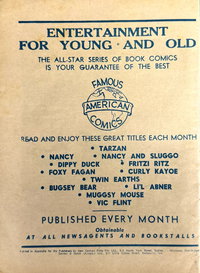 ENTERTAINMENT
FOR YOUNG AND OLD
THE ALL-STAR SERIES OF BOOK COMICS
IS YOUR GUARANTEE OF THE BEST
FAMOUS
AMERICAN
COMICS
READ AND ENJOY THESE GREAT TITLES EACH MONTH
• TARZAN
• NANCY • NANCY AND SLUGGO
• DIPPY DUCK • FRITZI RITZ
• FOXY FAGAN • CURLY KAYOE
• TWIN EARTHS
• BUGSEY BEAR • LI'L ABNER
• MUGGSY MOUSE
• VIC FLINT
PUBLISHED EVERY MONTH
Obtainable
AT ALL NEWSAGENTS AND BOOKSTALLS